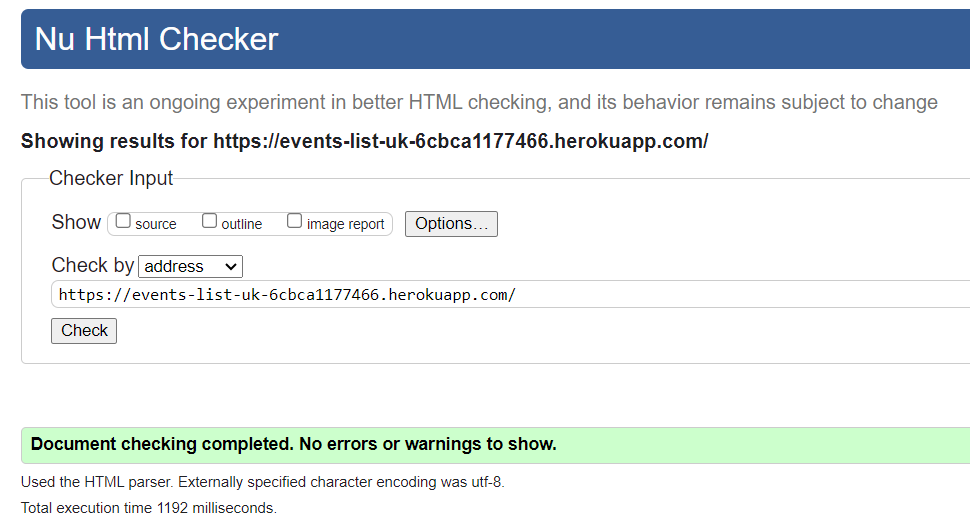 Nu Html Checker
This tool is an ongoing experiment in better HTML checking, and its behavior remains subject to change
Showing results for https://events-list-uk-6cbca1177466.herokuapp.com/
Checker Input
Show source outline image report Options...
Check by address
https://events-list-uk-6cbca1177466.herokuapp.com/
Check
Document checking completed. No errors or warnings to show.
Used the HTML parser. Externally specified character encoding was utf-8.
Total execution time 1192 milliseconds.